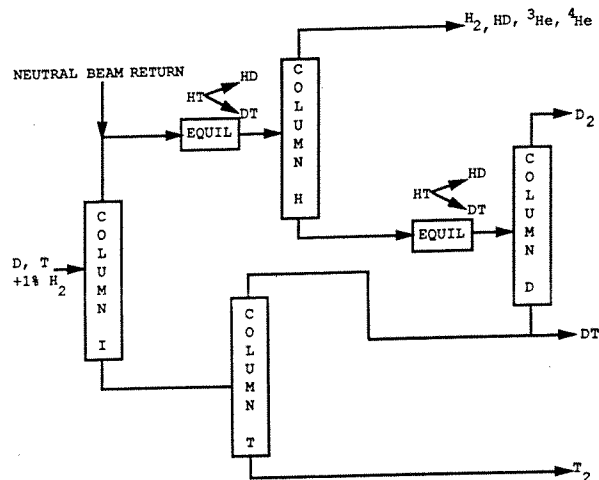 H2, HD, 3He, 4He
NEUTRAL BEAM RETURN
HD
HT
DT
EQUIL
COLUMN H
D2
HD
HT
DT
EQUIL
COLUMN D
COLUMN I
D, T
+1% H2
COLUMN T
DT
T2